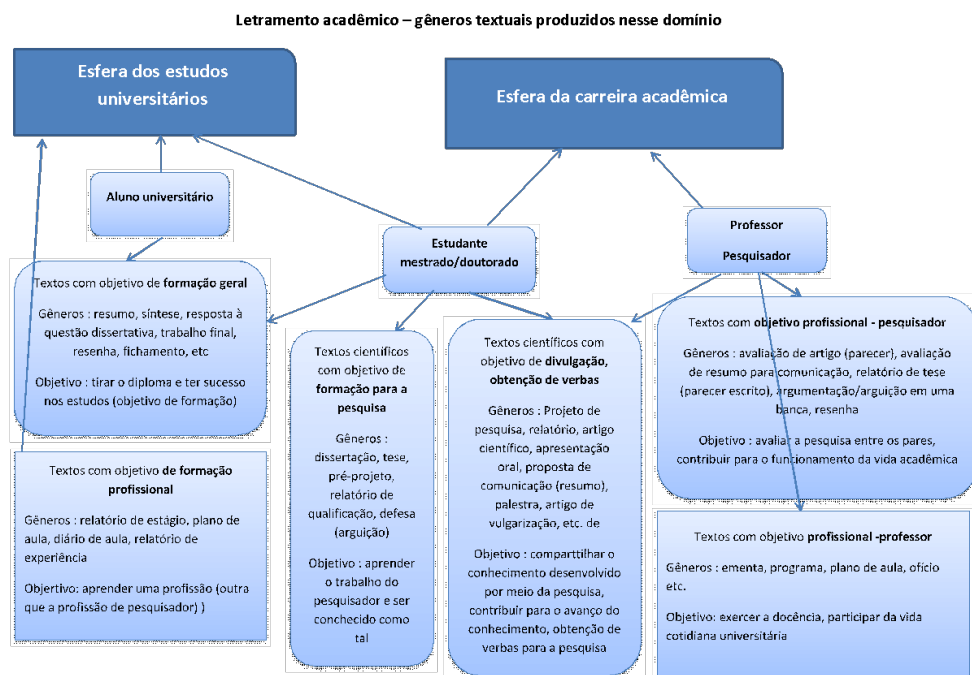 Letramento acadêmico – gêneros textuais produzidos nesse domínio
Esfera dos estudos
universitários
Esfera da carreira acadêmica
Aluno universitário
Estudante
mestrado/doutorado
Professor
Pesquisador
Textos com objetivo de formação geral
Gêneros : resumo, síntese, resposta à
questão dissertativa, trabalho final,
resenha, fichamento, etc
Objetivo : tirar o diploma e ter sucesso
nos estudos (objetivo de formação)
Textos com objetivo de formação
profissional
Gêneros : relatório de estágio, plano de
aula, diário de aula, relatório de
experiência
Objertivo: aprender uma profissão (outra
que a profissão de pesquisador) )
Textos científicos
com objetivo de
formação para a
pesquisa
Gêneros :
dissertação, tese,
pré-projeto,
relatório de
qualificação, defesa
(arguição)
Objetivo : aprender
o trabalho do
pesquisador e ser
conchecido como
tal
Textos científicos com
objetivo de divulgação,
obtenção de verbas
Gêneros : Projeto de
pesquisa, relatório, artigo
científico, apresentação
oral, proposta de
comunicação (resumo),
palestra, artigo de
vulgarização, etc. de
Objetivo : comparttilhar o
conhecimento desenvolvido
por meio da pesquisa,
contribuir para o avanço do
conhecimento, obtenção de
verbas para a pesquisa
Textos com objetivo profissional - pesquisador
Gêneros : avaliação de artigo (parecer), avaliação
de resumo para comunicação, relatório de tese
(parecer escrito), argumentação/arguição em uma
banca, resenha
Objetivo : avaliar a pesquisa entre os pares,
contribuir para o funcionamento da vida acadêmica
Textos com objetivo profissional -professor
Gêneros : ementa, programa, plano de aula, ofício
etc.
Objetivo: exercer a docência, participar da vida
cotidiana universitária